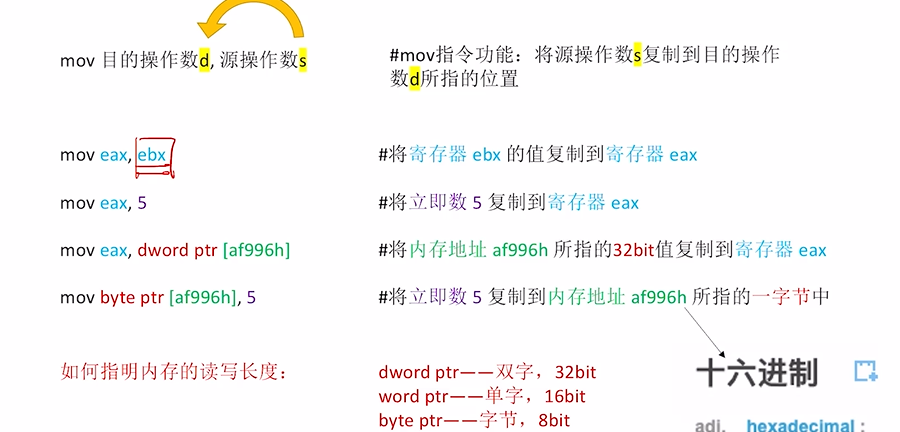 mov 目的操作数d, 源操作数s
#mov指令功能：将源操作数s复制到目的操作
数d所指的位置
mov eax, ebx
#将寄存器 ebx 的值复制到寄存器 eax
mov eax, 5
#将立即数 5 复制到寄存器 eax
mov eax, dword ptr [af996h]
#将内存地址 af996h 所指的32bit值复制到寄存器 eax
mov byte ptr [af996h], 5
#将立即数 5 复制到内存地址 af996h 所指的一字节中
如何指明内存的读写长度：
dword ptr——双字，32bit
word ptr——单字，16bit
byte ptr——字节，8bit
十六进制
adj. hexadecimal :